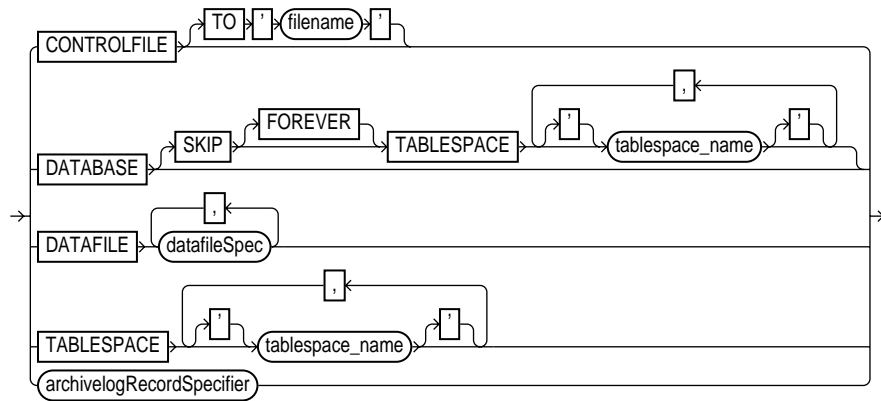 TO ' filename '
CONTROLFILE
,
FOREVER ' '
SKIP TABLESPACE tablespace_name
DATABASE
,
DATAFILE datafileSpec
,
' '
TABLESPACE tablespace_name
archivelogRecordSpecifier